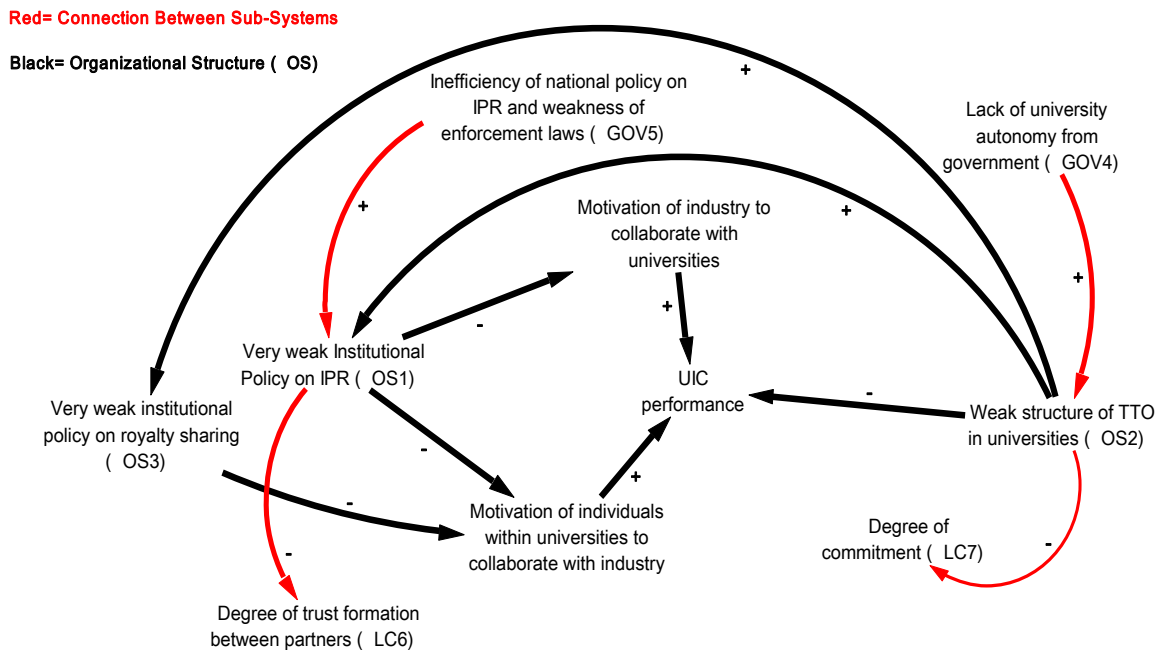 Red= Connection Between Sub-Systems
Black= Organizational Structure ( OS)
+
Inefficiency of national policy on
IPR and weakness of
enforcement laws ( GOV5)
Lack of university
autonomy from
government ( GOV4)
+
+
Motivation of industry to
collaborate with
universities
+
+
-
Very weak Institutional
Policy on IPR ( OS1)
UIC
performance
-
Very weak institutional
policy on royalty sharing
( OS3)
Weak structure of TTO
in universities ( OS2)
-
+
-
Motivation of individuals
within universities to
collaborate with industry
Degree of
commitment ( LC7)
-
-
Degree of trust formation
between partners ( LC6)